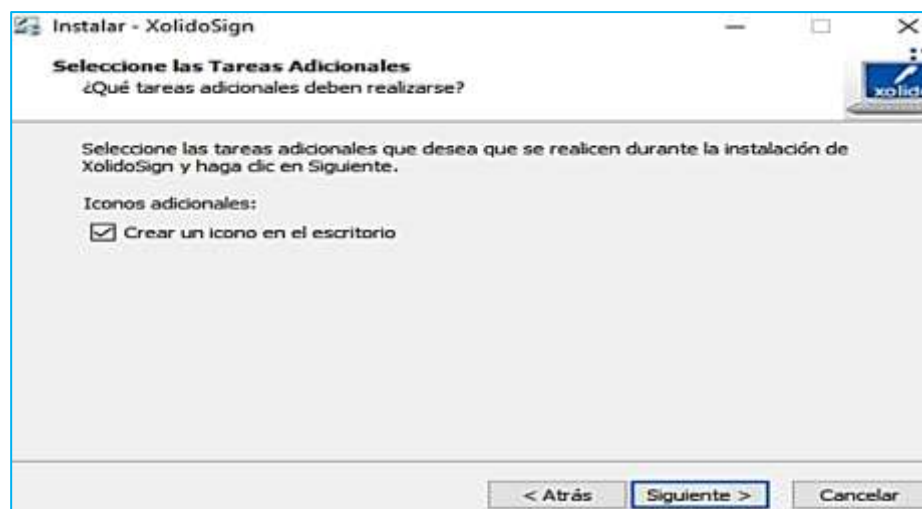 Instalar - XolidoSign
Seleccione las Tareas Adicionales
¿Qué tareas adicionales deben realizarse?
Seleccione las tareas adicionales que desea que se realicen durante la instalación de
XolidoSign y haga clic en Siguiente.
Iconos adicionales:
Crear un icono en el escritorio
< Atrás Siguiente > Cancelar